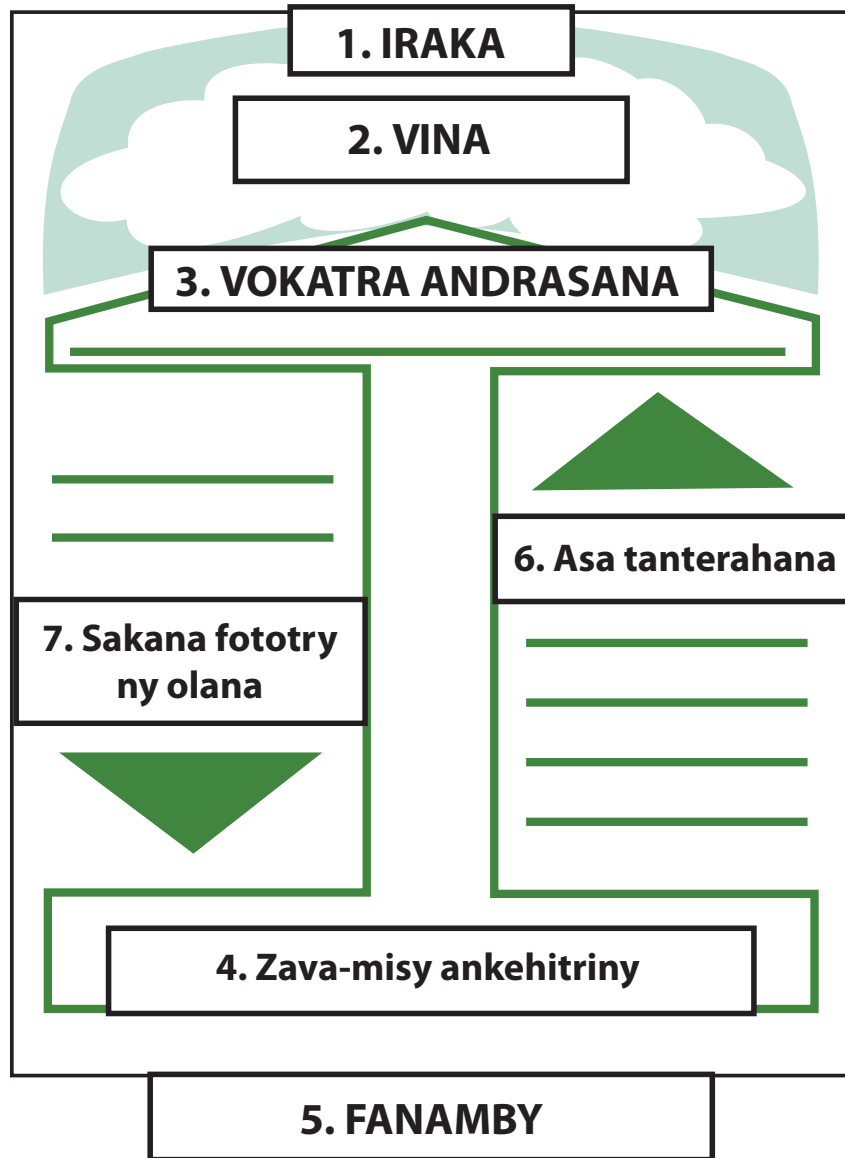 1. IRAKA
2. VINA
3. VOKATRA ANDRASANA
6. Asa tanterahana
7. Sakana fototry
ny olana
4. Zava-misy ankehitriny
5. FANAMBY